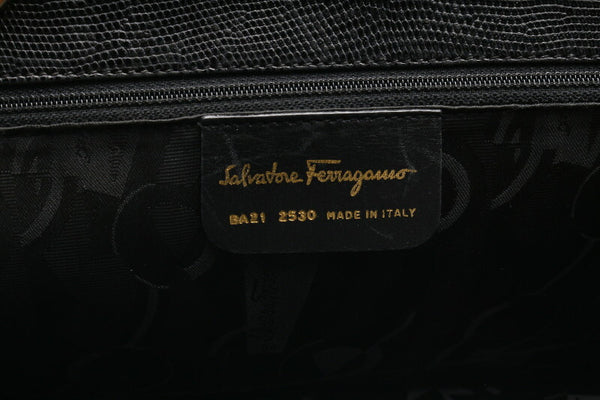 Salvatore Ferragamo
BA21 2530 MADE IN ITALY